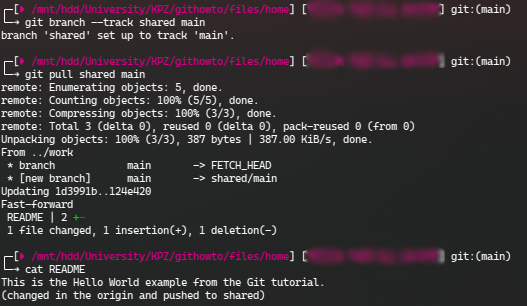 [ /mnt/hdd/University/KPZ/githowto/files/home] [ ] git:(main)
git branch --track shared main
branch 'shared' set up to track 'main'.
[ /mnt/hdd/University/KPZ/githowto/files/home] [ ] git:(main)
git pull shared main
remote: Enumerating objects: 5, done.
remote: Counting objects: 100% (5/5), done.
remote: Compressing objects: 100% (3/3), done.
remote: Total 3 (delta 0), reused 0 (delta 0), pack-reused 0 (from 0)
Unpacking objects: 100% (3/3), 387 bytes | 387.00 KiB/s, done.
From ../work
 * branch            main       -> FETCH_HEAD
 * [new branch]      main       -> shared/main
Updating 1d3991b..124e420
Fast-forward
 README | 2 +-
 1 file changed, 1 insertion(+), 1 deletion(-)
[ /mnt/hdd/University/KPZ/githowto/files/home] [ ] git:(main)
cat README
This is the Hello World example from the Git tutorial.
(changed in the origin and pushed to shared)